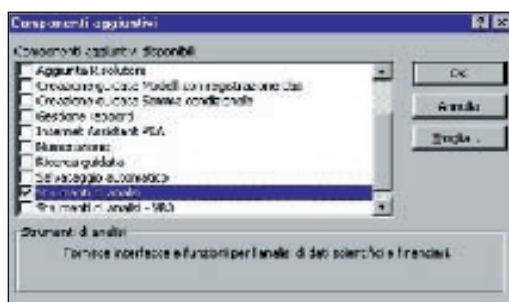 Componenti aggiuntivi
Componenti aggiuntivi disponibili
Aggiunta Risolutore
Creazione guidata Modelli con registrazione dati
Creazione guidata Somma condizionale
Gestione rapporti
Internet Assistant VBA
Ricerca guidata
Salvataggio automatico
Strumenti di analisi
Strumenti di analisi - VBA
OK
Annulla
Sfoglia...
Strumenti di analisi
Fornisce interfacce e funzioni per l'analisi di dati scientifici e finanziari.